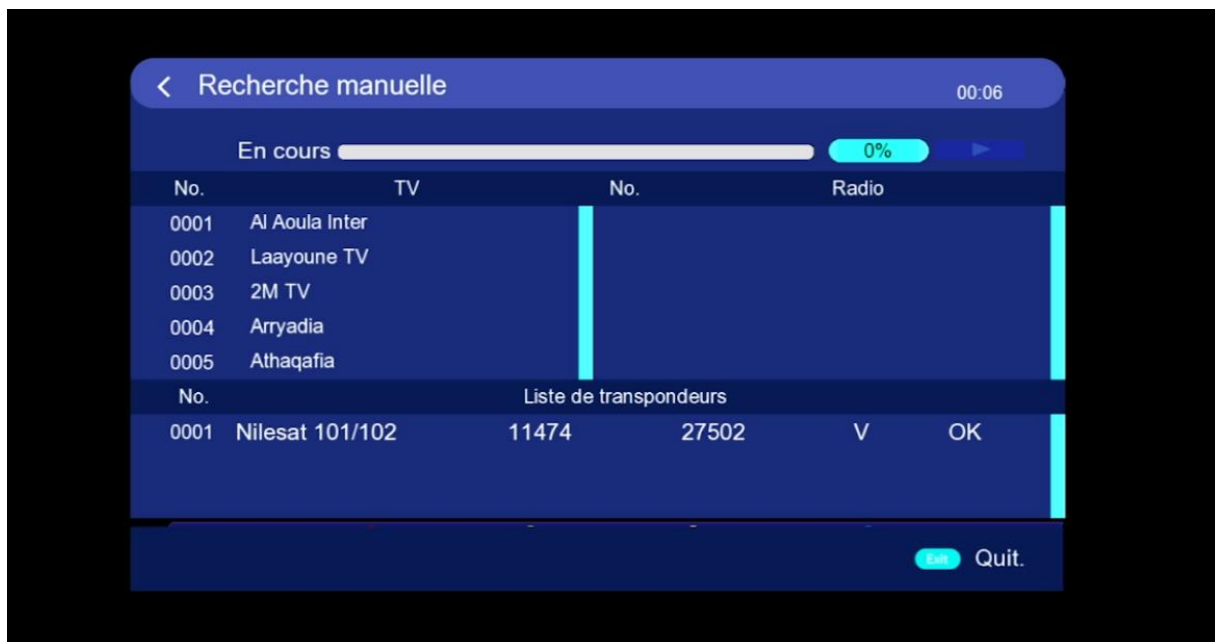 Recherche manuelle 00:06
En cours 0%
No. TV No. Radio
0001 Al Aoula Inter
0002 Laayoune TV
0003 2M TV
0004 Arryadia
0005 Athaqafia
No. Liste de transpondeurs
0001 Nilesat 101/102 11474 27502 V OK
Exit Quit.